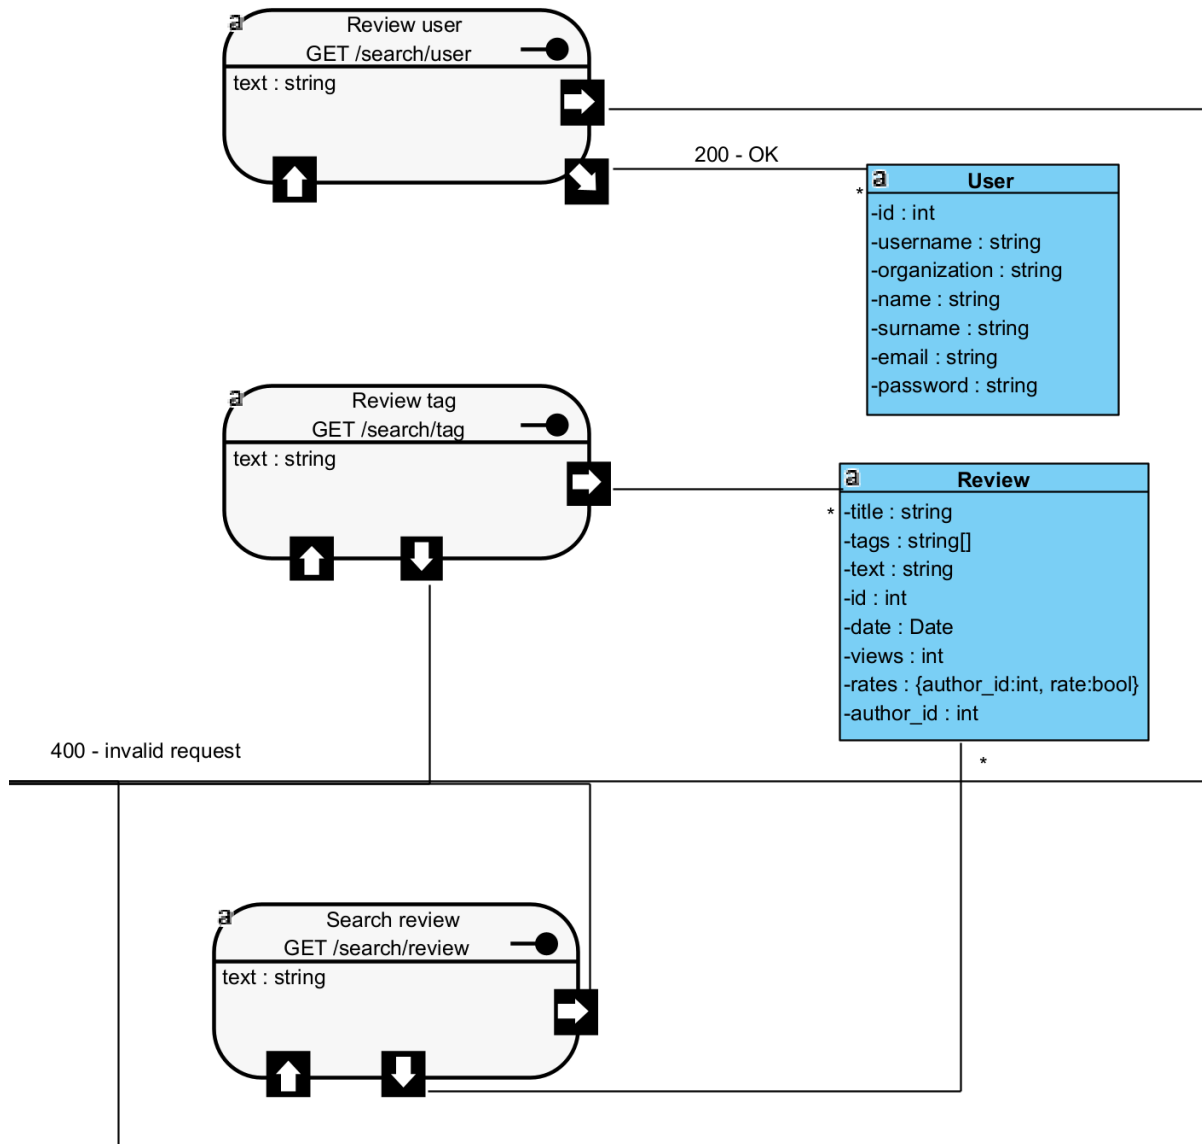 a
Review user
GET /search/user
text : string
200 - OK
*
a
User
-id : int
-username : string
-organization : string
-name : string
-surname : string
-email : string
-password : string
a
Review tag
GET /search/tag
text : string
*
a
Review
-title : string
-tags : string[]
-text : string
-id : int
-date : Date
-views : int
-rates : {author_id:int, rate:bool}
-author_id : int
*
400 - invalid request
a
Search review
GET /search/review
text : string